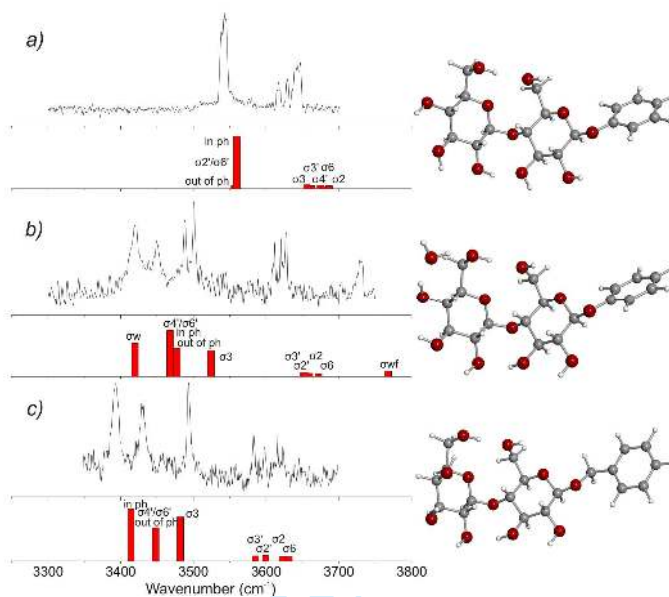 a)
in ph
σ2'/σ6'
out of ph
σ3' σ6
σ3 σ4' σ2
b)
σ4'/σ6'
in ph
σw
out of ph
σ3
σ3' σ2
σ2' σ6
σwf
c)
in ph
σ4'/σ6'
out of ph
σ3
σ3' σ2
σ2' σ6
3300 3400 3500 3600 3700 3800
Wavenumber (cm⁻¹)